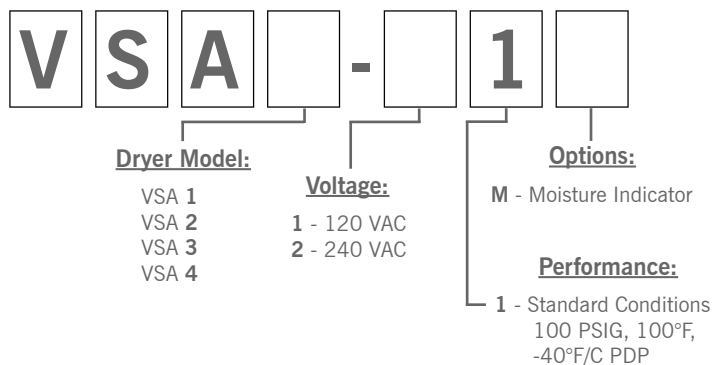 VSA - 1
Dryer Model:
VSA 1
VSA 2
VSA 3
VSA 4
Voltage:
1 - 120 VAC
2 - 240 VAC
Options:
M - Moisture Indicator
Performance:
1 - Standard Conditions
100 PSIG, 100°F,
-40°F/C PDP